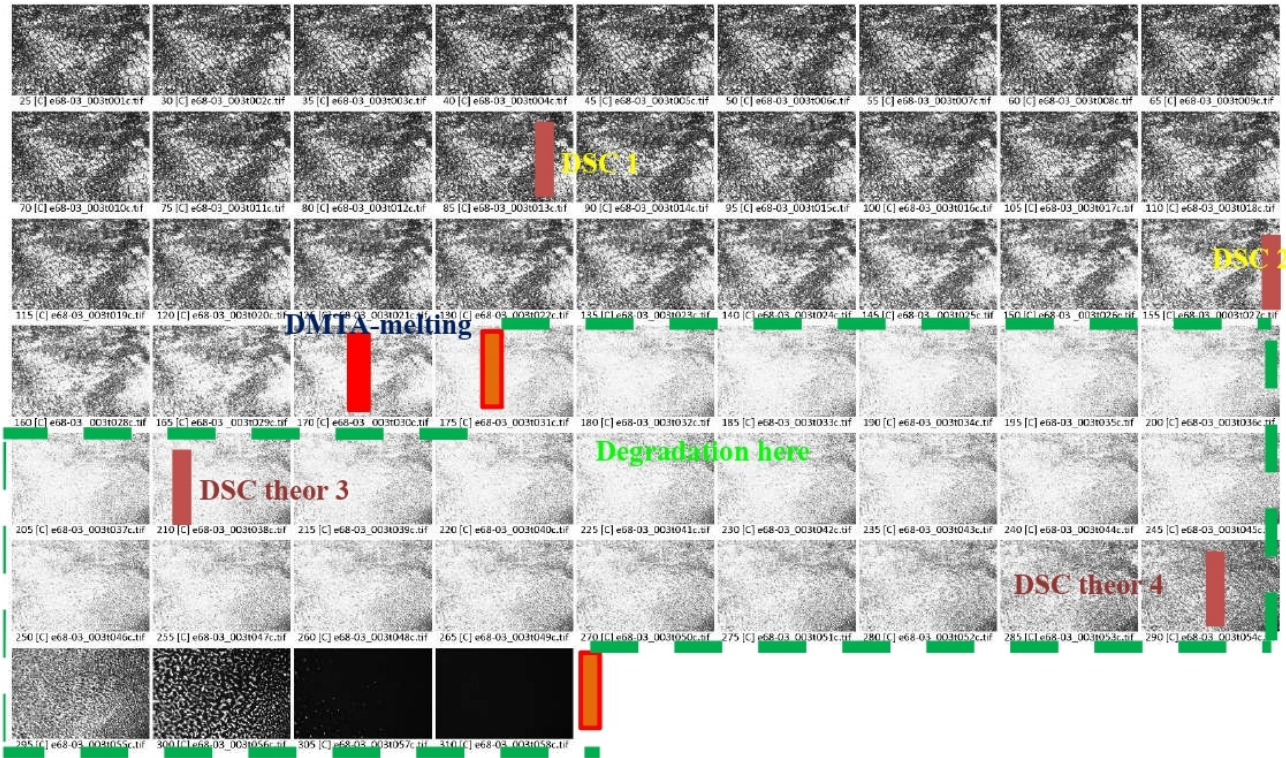 25 [C] e68-03_003t001c.tif 30 [C] e68-03_003t002c.tif 35 [C] e68-03_003t003c.tif 40 [C] e68-03_003t004c.tif 45 [C] e68-03_003t005c.tif 50 [C] e68-03_003t006c.tif 55 [C] e68-03_003t007c.tif 60 [C] e68-03_003t008c.tif 65 [C] e68-03_003t009c.tif
DSC 1
70 [C] e68-03_003t010c.tif 75 [C] e68-03_003t011c.tif 80 [C] e68-03_003t012c.tif 85 [C] e68-03_003t013c.tif 90 [C] e68-03_003t014c.tif 95 [C] e68-03_003t015c.tif 100 [C] e68-03_003t016c.tif 105 [C] e68-03_003t017c.tif 110 [C] e68-03_003t018c.tif
DSC 2
115 [C] e68-03_003t019c.tif 120 [C] e68-03_003t020c.tif 130 [C] e68-03_003t022c.tif 135 [C] e68-03_003t023c.tif 140 [C] e68-03_003t024c.tif 145 [C] e68-03_003t025c.tif 150 [C] e68-03_003t026c.tif 155 [C] e68-03_0003t027c.tif
DMTA-melting
160 [C] e68-03_003t028c.tif 165 [C] e68-03_003t029c.tif 170 [C] e68-03_003t030c.tif 175 [C] e68-03_003t031c.tif 180 [C] e68-03_003t032c.tif 185 [C] e68-03_003t033c.tif 190 [C] e68-03_003t034c.tif 195 [C] e68-03_003t035c.tif 200 [C] e68-03_003t036c.tif
Degradation here
DSC theor 3
205 [C] e68-03_003t037c.tif 210 [C] e68-03_003t038c.tif 215 [C] e68-03_003t039c.tif 220 [C] e68-03_003t040c.tif 225 [C] e68-03_003t041c.tif 230 [C] e68-03_003t042c.tif 235 [C] e68-03_003t043c.tif 240 [C] e68-03_003t044c.tif 245 [C] e68-03_003t045c.tif
DSC theor 4
250 [C] e68-03_003t046c.tif 255 [C] e68-03_003t047c.tif 260 [C] e68-03_003t048c.tif 265 [C] e68-03_003t049c.tif 270 [C] e68-03_003t050c.tif 275 [C] e68-03_003t051c.tif 280 [C] e68-03_003t052c.tif 285 [C] e68-03_003t053c.tif 290 [C] e68-03_003t054c.tif
295 [C] e68-03_003t055c.tif 300 [C] e68-03_003t056c.tif 305 [C] e68-03_003t057c.tif 310 [C] e68-03_003t058c.tif